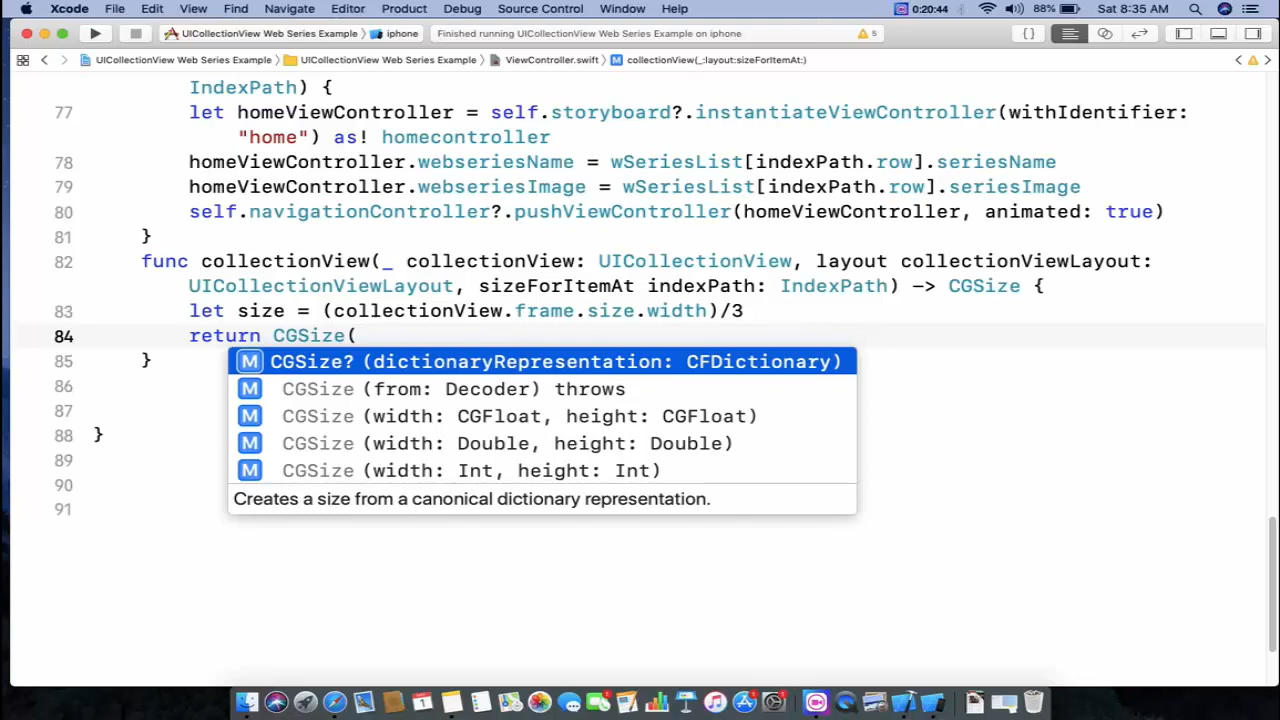 Xcode File Edit View Find Navigate Editor Product Debug Source Control Window Help 0:20:44 88% Sat 8:35 AM
UICollectionView Web Series Example iphone Finished running UICollectionView Web Series Example on iphone 5
UICollectionView Web Series Example UICollectionView Web Series Example ViewController.swift M collectionView(_:layout:sizeForItemAt:)
IndexPath) {
77 let homeViewController = self.storyboard?.instantiateViewController(withIdentifier:
"home") as! homecontroller
78 homeViewController.webseriesName = wSeriesList[indexPath.row].seriesName
79 homeViewController.webseriesImage = wSeriesList[indexPath.row].seriesImage
80 self.navigationController?.pushViewController(homeViewController, animated: true)
81 }
82 func collectionView(_ collectionView: UICollectionView, layout collectionViewLayout:
UICollectionViewLayout, sizeForItemAt indexPath: IndexPath) -> CGSize {
83 let size = (collectionView.frame.size.width)/3
84 return CGSize(
85 }
M CGSize? (dictionaryRepresentation: CFDictionary)
86
M CGSize (from: Decoder) throws
87
M CGSize (width: CGFloat, height: CGFloat)
88 }
M CGSize (width: Double, height: Double)
89
M CGSize (width: Int, height: Int)
90
Creates a size from a canonical dictionary representation.
91